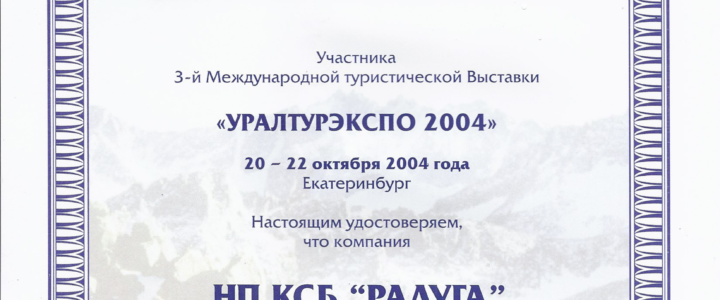 Участника
3-й Международной туристической Выставки
«УРАЛТУРЭКСПО 2004»
20 – 22 октября 2004 года
Екатеринбург
Настоящим удостоверяем,
что компания
НП КСБ “РАДУГА”